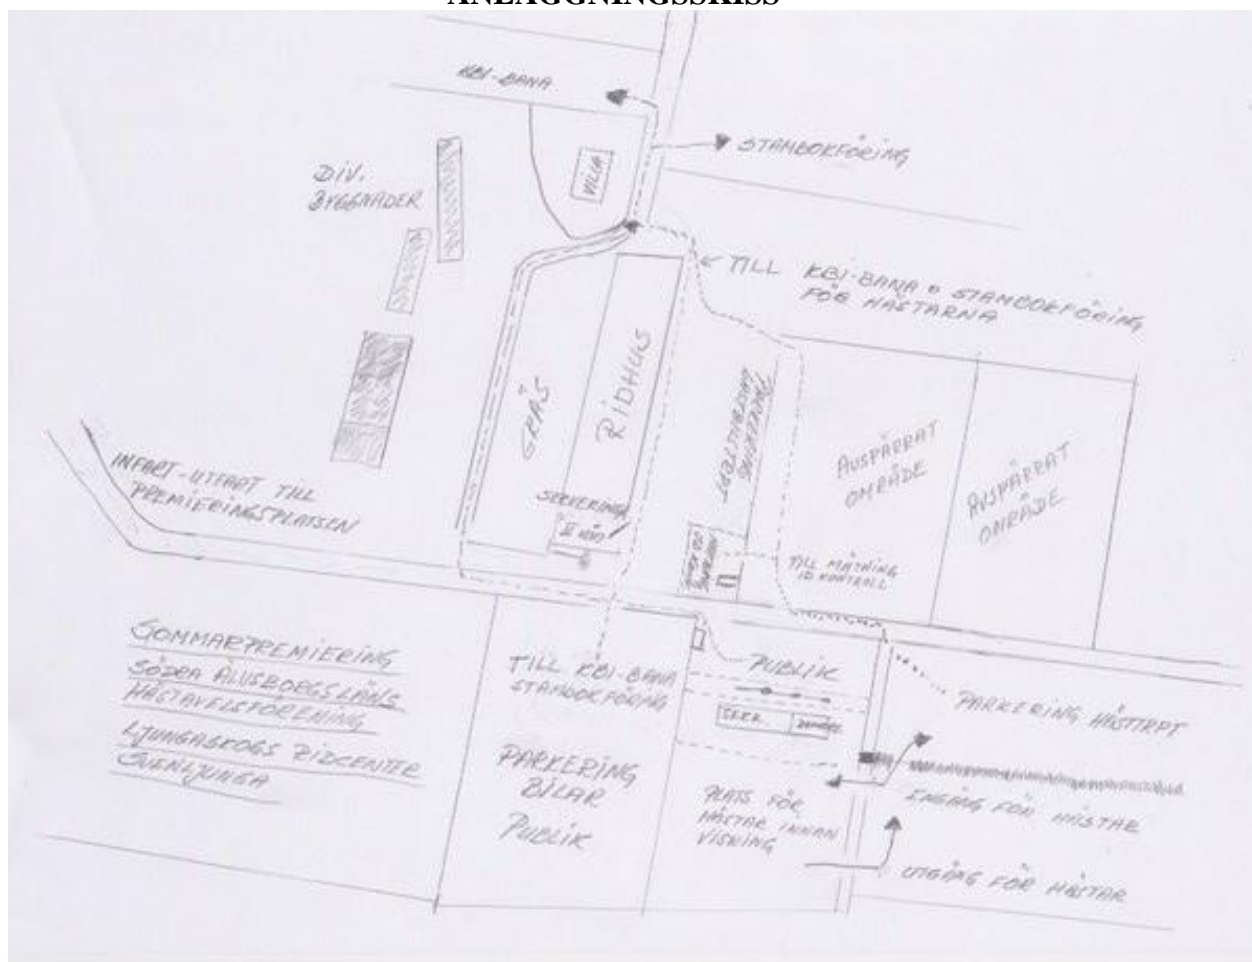 ANLÄGGNINGSSKISS
KBI-BANA
STAMBOKFÖRING
VILLA
DIV.
BYGGNADER
TILL KBI-BANA O STAMBOKFÖRING
FÖR HÄSTARNA
GRÄS
RIDHUS
PARKERING
AVSPÄRRAT
OMRÅDE
AVSPÄRRAT
OMRÅDE
INFART-UTFART TILL
PREMIERINGSPLATSEN
SERVERING
TILL MÄTNING
ID KONTROLL
SOMMARPREMIERING
SÖDRA ÄLVSBORGS LÄNS
HÄSTAVELSFÖRENING
LJUNGASKOGS RIDCENTER
SVENLJUNGA
TILL KBI-BANA
STAMBOKFÖRING
PUBLIK
SEKR.
PARKERING HÄSTTRPT
PARKERING
BILAR
PUBLIK
PLATS FÖR
HÄSTAR INNAN
VISNING
INGÅNG FÖR HÄSTAR
UTGÅNG FÖR HÄSTAR